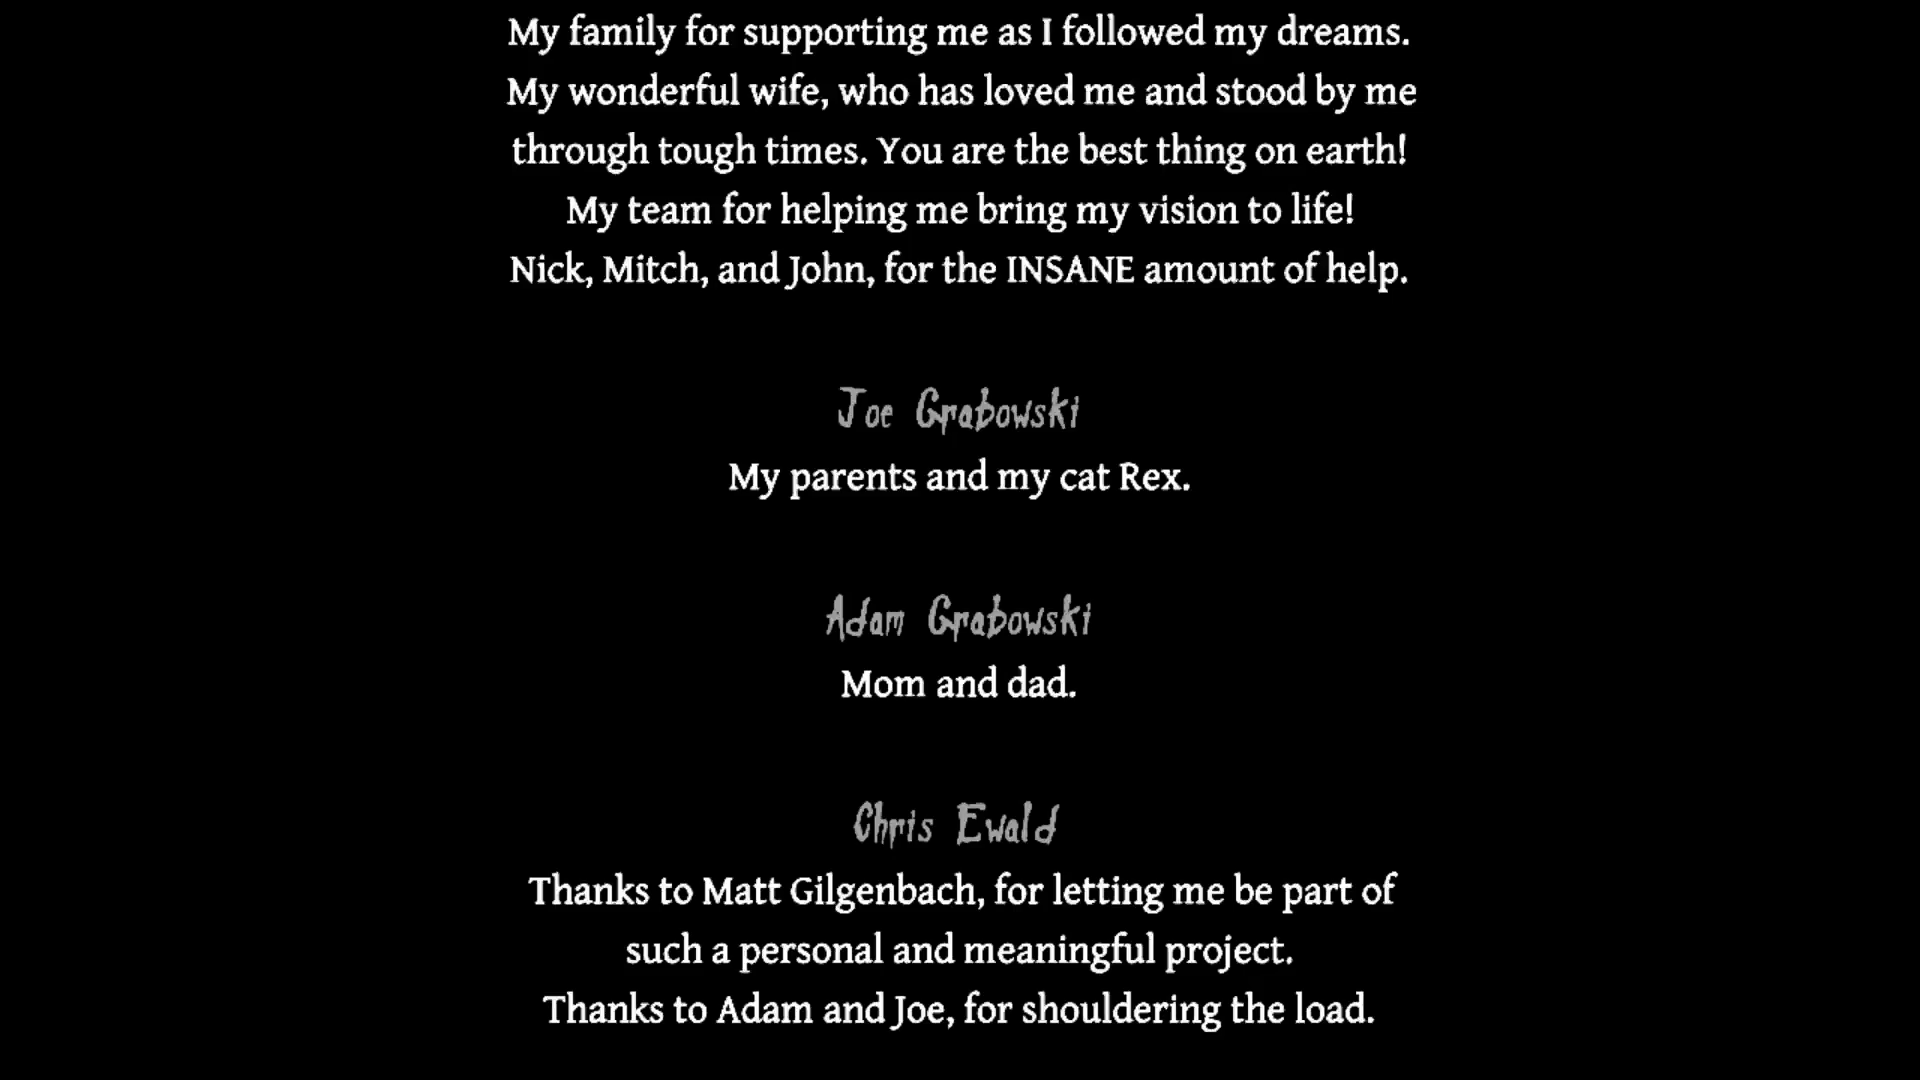 My family for supporting me as I followed my dreams.
My wonderful wife, who has loved me and stood by me
through tough times. You are the best thing on earth!
My team for helping me bring my vision to life!
Nick, Mitch, and John, for the INSANE amount of help.
Joe Grabowski
My parents and my cat Rex.
Adam Grabowski
Mom and dad.
Chris Ewald
Thanks to Matt Gilgenbach, for letting me be part of
such a personal and meaningful project.
Thanks to Adam and Joe, for shouldering the load.